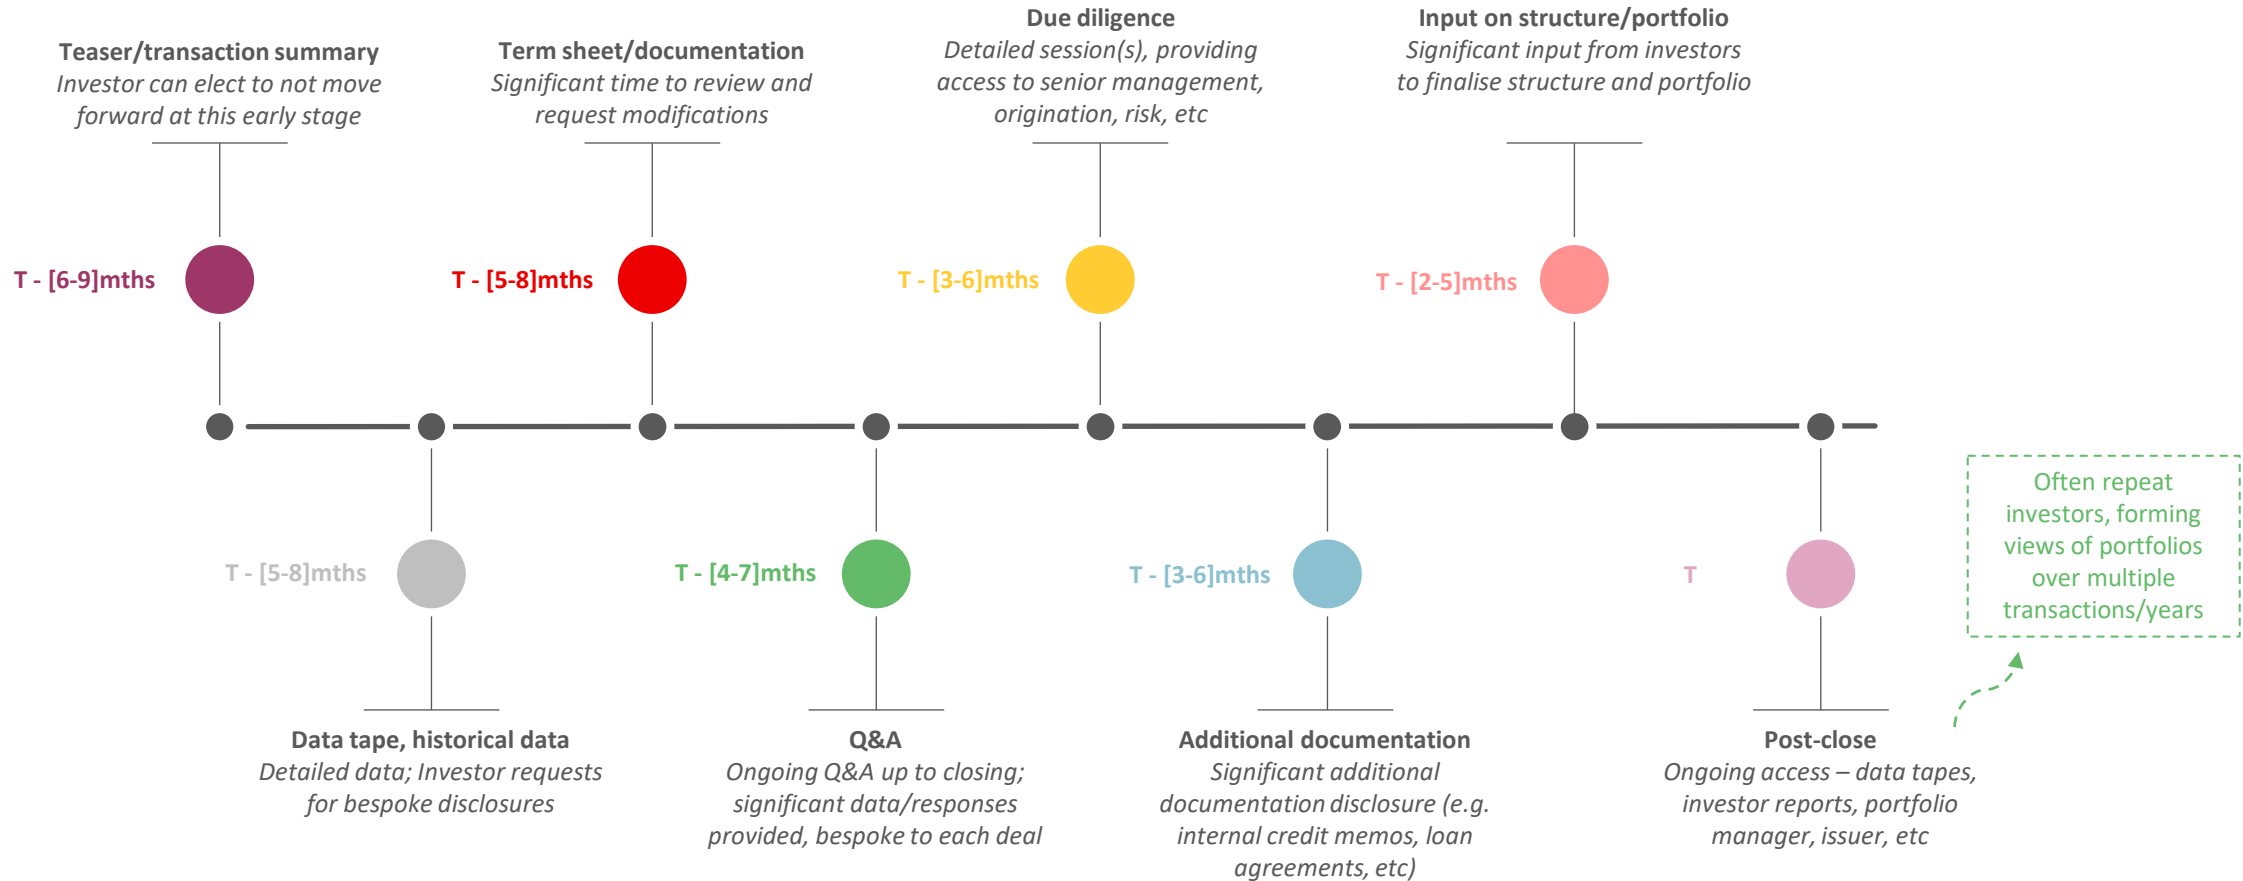 Teaser/transaction summary
Investor can elect to not move
forward at this early stage
T - [6-9]mths
Data tape, historical data
Detailed data; Investor requests
for bespoke disclosures
T - [5-8]mths
Term sheet/documentation
Significant time to review and
request modifications
T - [5-8]mths
Q&A
Ongoing Q&A up to closing;
significant data/responses
provided, bespoke to each deal
T - [4-7]mths
Due diligence
Detailed session(s), providing
access to senior management,
origination, risk, etc
T - [3-6]mths
Additional documentation
Significant additional
documentation disclosure (e.g.
internal credit memos, loan
agreements, etc)
T - [3-6]mths
Input on structure/portfolio
Significant input from investors
to finalise structure and portfolio
T - [2-5]mths
Post-close
Ongoing access – data tapes,
investor reports, portfolio
manager, issuer, etc
T
Often repeat
investors, forming
views of portfolios
over multiple
transactions/years